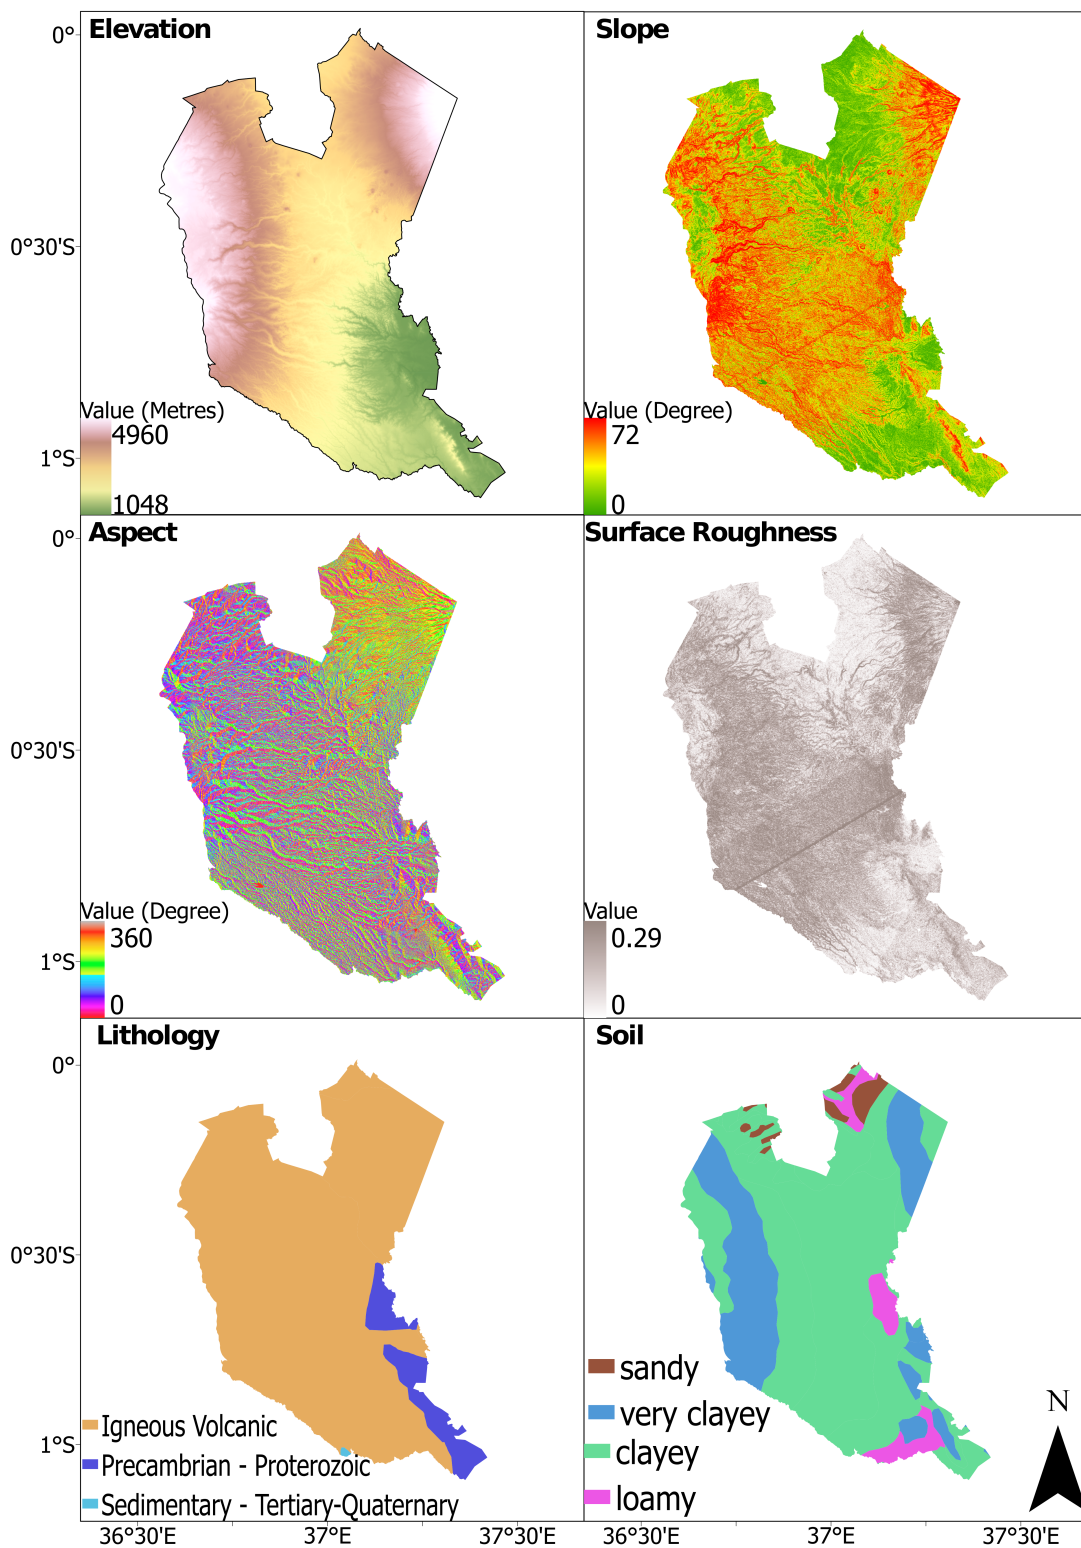 Elevation
Slope
0°
0°30'S
Value (Metres)
4960
1048
1°S
Value (Degree)
72
0
Aspect
Surface Roughness
0°
0°30'S
Value (Degree)
360
0
1°S
Value
0.29
0
Lithology
Soil
0°
0°30'S
1°S
Igneous Volcanic
Precambrian - Proterozoic
Sedimentary - Tertiary-Quaternary
sandy
very clayey
clayey
loamy
N
36°30'E
37°E
37°30'E
36°30'E
37°E
37°30'E